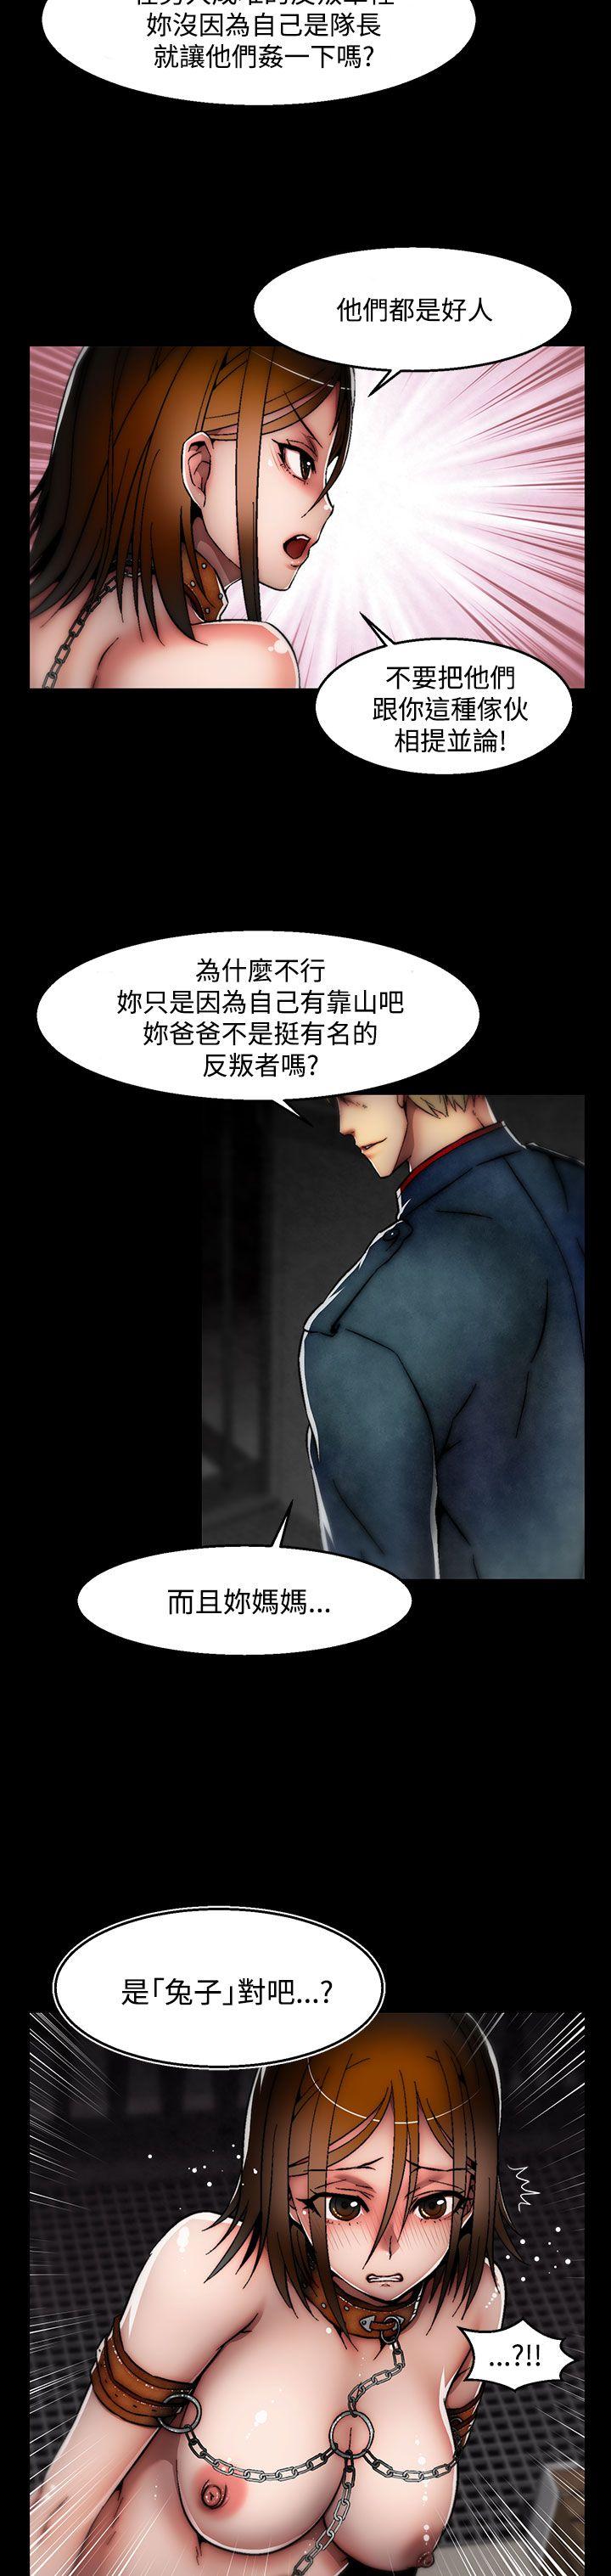 妳沒因為自己是隊長
就讓他們姦一下嗎?
他們都是好人
不要把他們
跟你這種傢伙
相提並論!
為什麼不行
妳只是因為自己有靠山吧
妳爸爸不是挺有名的
反叛者嗎?
而且妳媽媽...
是「兔子」對吧...?
...?!!